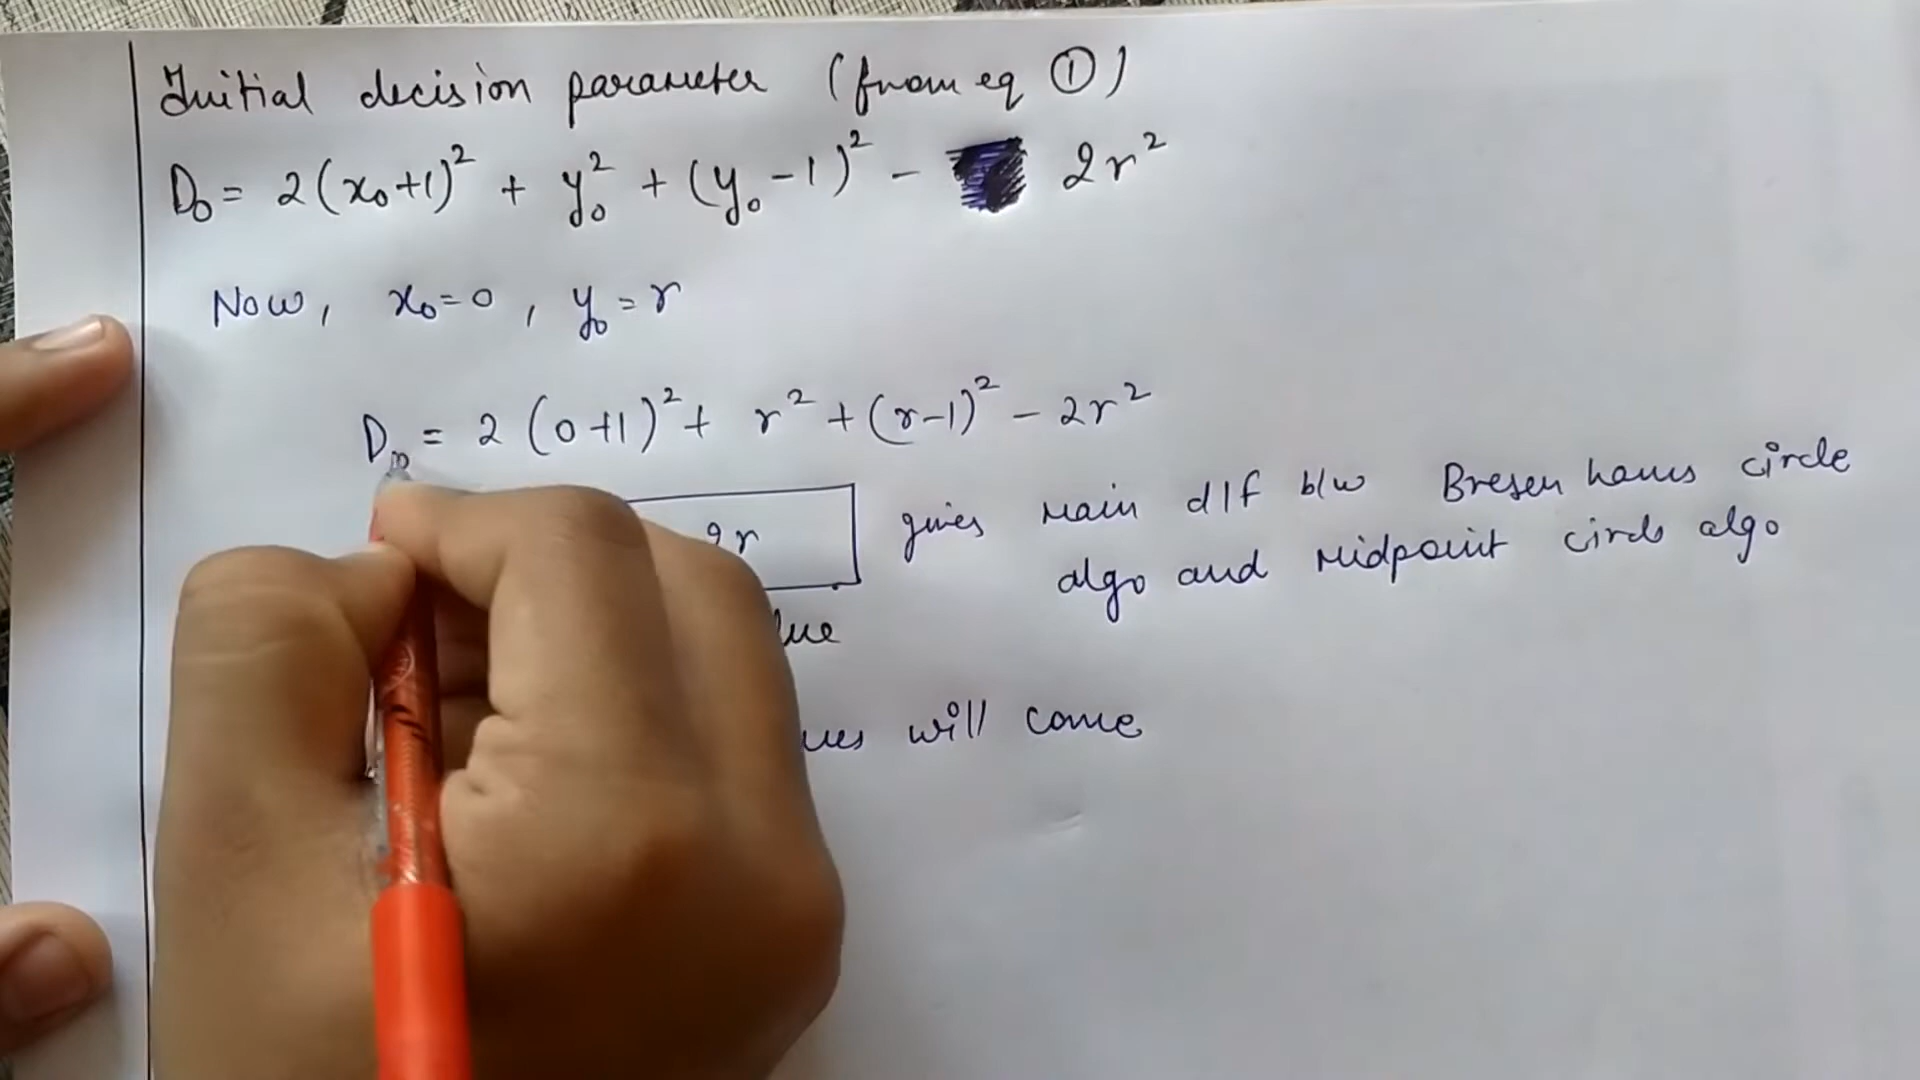 Initial decision parameter (from eq ①)
D₀ = 2(x₀+1)² + y₀² + (y₀-1)² - 2r²
Now, x₀=0, y₀=r
D₀ = 2 (0+1)² + r² + (r-1)² - 2r²
2r gives main d/f b/w Bresenhams circle
algo and midpoint circle algo
will come